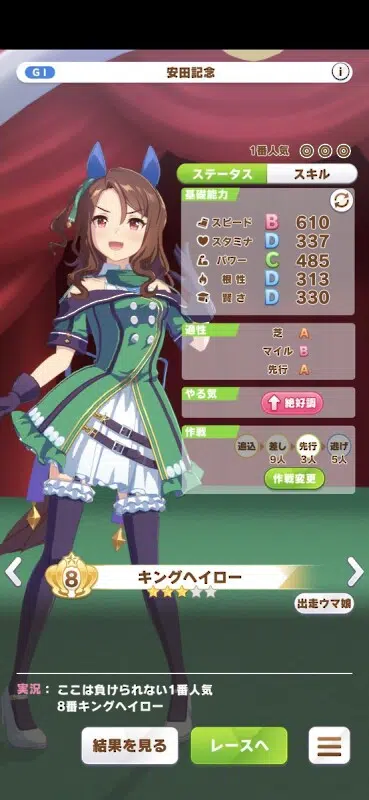 GI
安田記念
i
1番人気 ◎ ◎ ◎
ステータス スキル
基礎能力
スピード B 610
スタミナ D 337
パワー C 485
根性 D 313
賢さ D 330
適性
芝 A
マイル B
先行 A
やる気
絶好調
作戦
追込 差し 先行 逃げ
9人 3人 5人
作戦変更
8
キングヘイロー
出走ウマ娘
実況: ここは負けられない1番人気
8番キングヘイロー
結果を見る レースへ